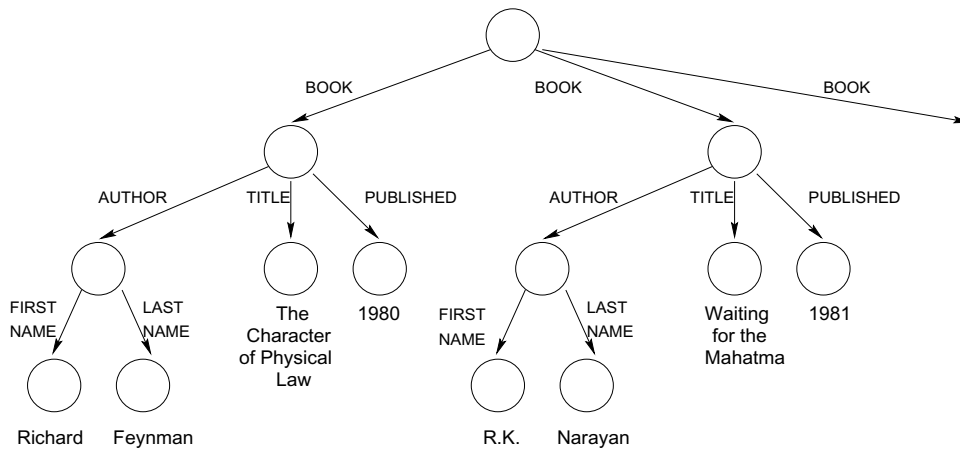 BOOK
BOOK
BOOK
AUTHOR
TITLE
PUBLISHED
AUTHOR
TITLE
PUBLISHED
FIRST
NAME
LAST
NAME
The
Character
of Physical
Law
1980
FIRST
NAME
LAST
NAME
Waiting
for the
Mahatma
1981
Richard
Feynman
R.K.
Narayan